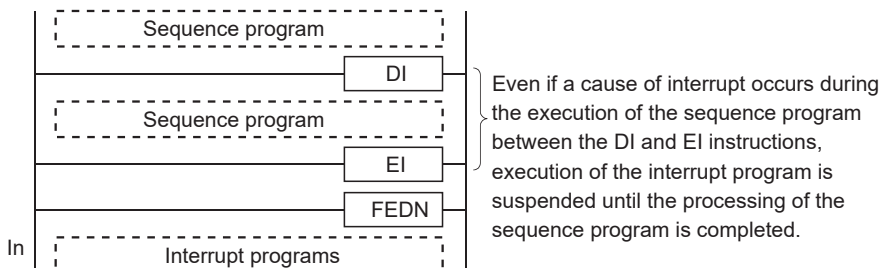 Sequence program
DI
Sequence program
EI
FEDN
In
Interrupt programs
Even if a cause of interrupt occurs during
the execution of the sequence program
between the DI and EI instructions,
execution of the interrupt program is
suspended until the processing of the
sequence program is completed.